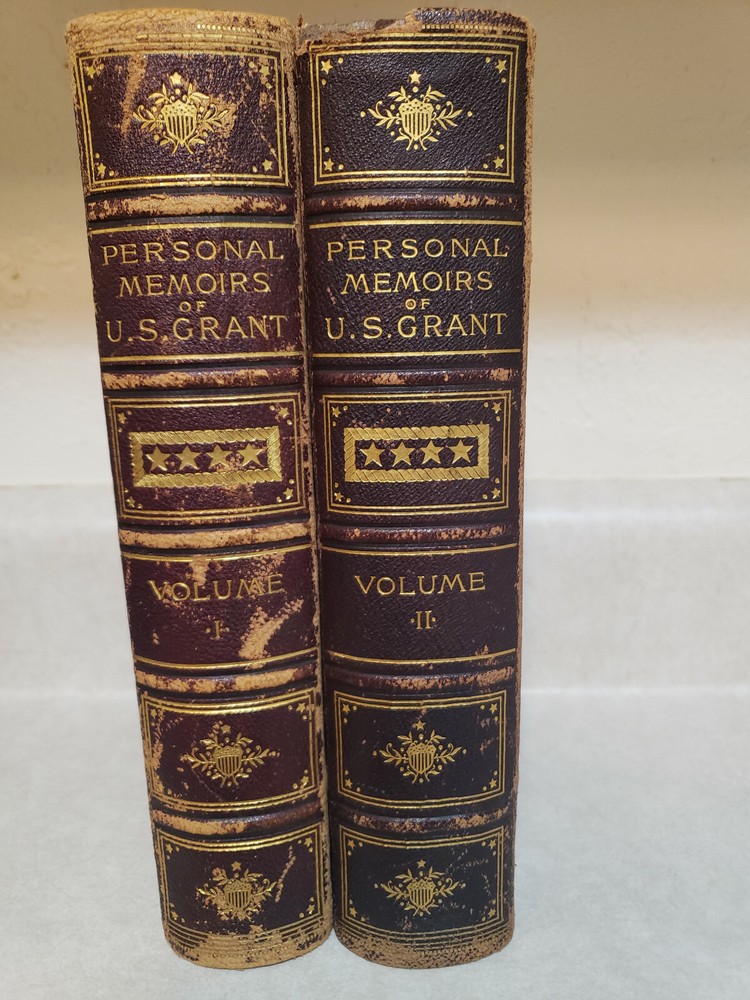 PERSONAL
MEMOIRS
OF
U.S. GRANT
VOLUME
·I·
PERSONAL
MEMOIRS
OF
U.S. GRANT
VOLUME
·II·